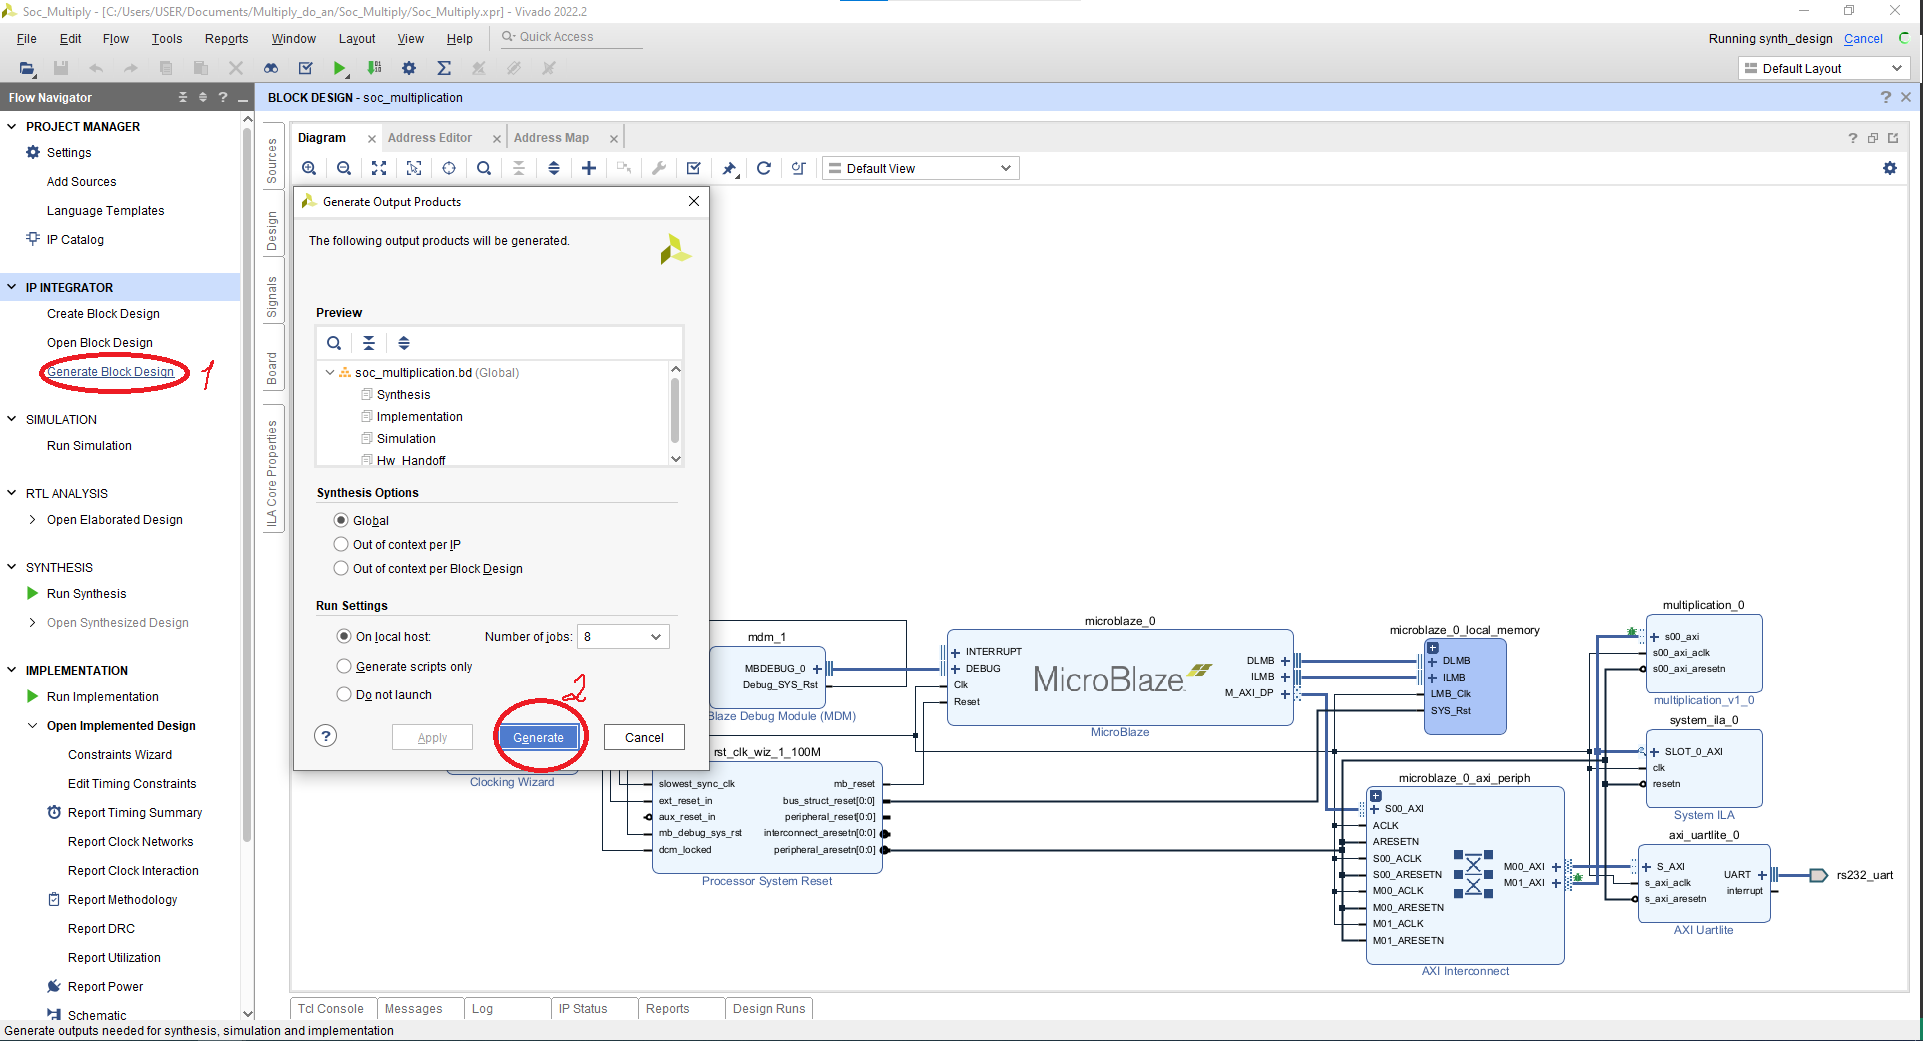 Soc_Multiply - [C:/Users/USER/Documents/Multiply_do_an/Soc_Multiply/Soc_Multiply.xpr] - Vivado 2022.2
File Edit Flow Tools Reports Window Layout View Help Quick Access
Running synth_design Cancel
Default Layout
Flow Navigator
PROJECT MANAGER
Settings
Add Sources
Language Templates
IP Catalog
IP INTEGRATOR
Create Block Design
Open Block Design
Generate Block Design
1
SIMULATION
Run Simulation
RTL ANALYSIS
Open Elaborated Design
SYNTHESIS
Run Synthesis
Open Synthesized Design
IMPLEMENTATION
Run Implementation
Open Implemented Design
Constraints Wizard
Edit Timing Constraints
Report Timing Summary
Report Clock Networks
Report Clock Interaction
Report Methodology
Report DRC
Report Utilization
Report Power
Schematic
BLOCK DESIGN - soc_multiplication
Sources
Design
Signals
Board
ILA Core Properties
Diagram Address Editor Address Map
Default View
Generate Output Products
The following output products will be generated.
Preview
soc_multiplication.bd (Global)
Synthesis
Implementation
Simulation
Hw_Handoff
Synthesis Options
Global
Out of context per IP
Out of context per Block Design
Run Settings
On local host: Number of jobs: 8
Generate scripts only
Do not launch
2
? Apply Generate Cancel
Clocking Wizard
mdm_1
MBDEBUG_0
Debug_SYS_Rst
Blaze Debug Module (MDM)
rst_clk_wiz_1_100M
slowest_sync_clk
ext_reset_in
aux_reset_in
mb_debug_sys_rst
dcm_locked
mb_reset
bus_struct_reset[0:0]
peripheral_reset[0:0]
interconnect_aresetn[0:0]
peripheral_aresetn[0:0]
Processor System Reset
microblaze_0
INTERRUPT
DEBUG
Clk
Reset
MicroBlaze
DLMB
ILMB
M_AXI_DP
MicroBlaze
microblaze_0_local_memory
DLMB
ILMB
LMB_Clk
SYS_Rst
microblaze_0_axi_periph
S00_AXI
ACLK
ARESETN
S00_ACLK
S00_ARESETN
M00_ACLK
M00_ARESETN
M01_ACLK
M01_ARESETN
M00_AXI
M01_AXI
AXI Interconnect
multiplication_0
s00_axi
s00_axi_aclk
s00_axi_aresetn
multiplication_v1_0
system_ila_0
SLOT_0_AXI
clk
resetn
System ILA
axi_uartlite_0
S_AXI
s_axi_aclk
s_axi_aresetn
UART
interrupt
AXI Uartlite
rs232_uart
Tcl Console Messages Log IP Status Reports Design Runs
Generate outputs needed for synthesis, simulation and implementation